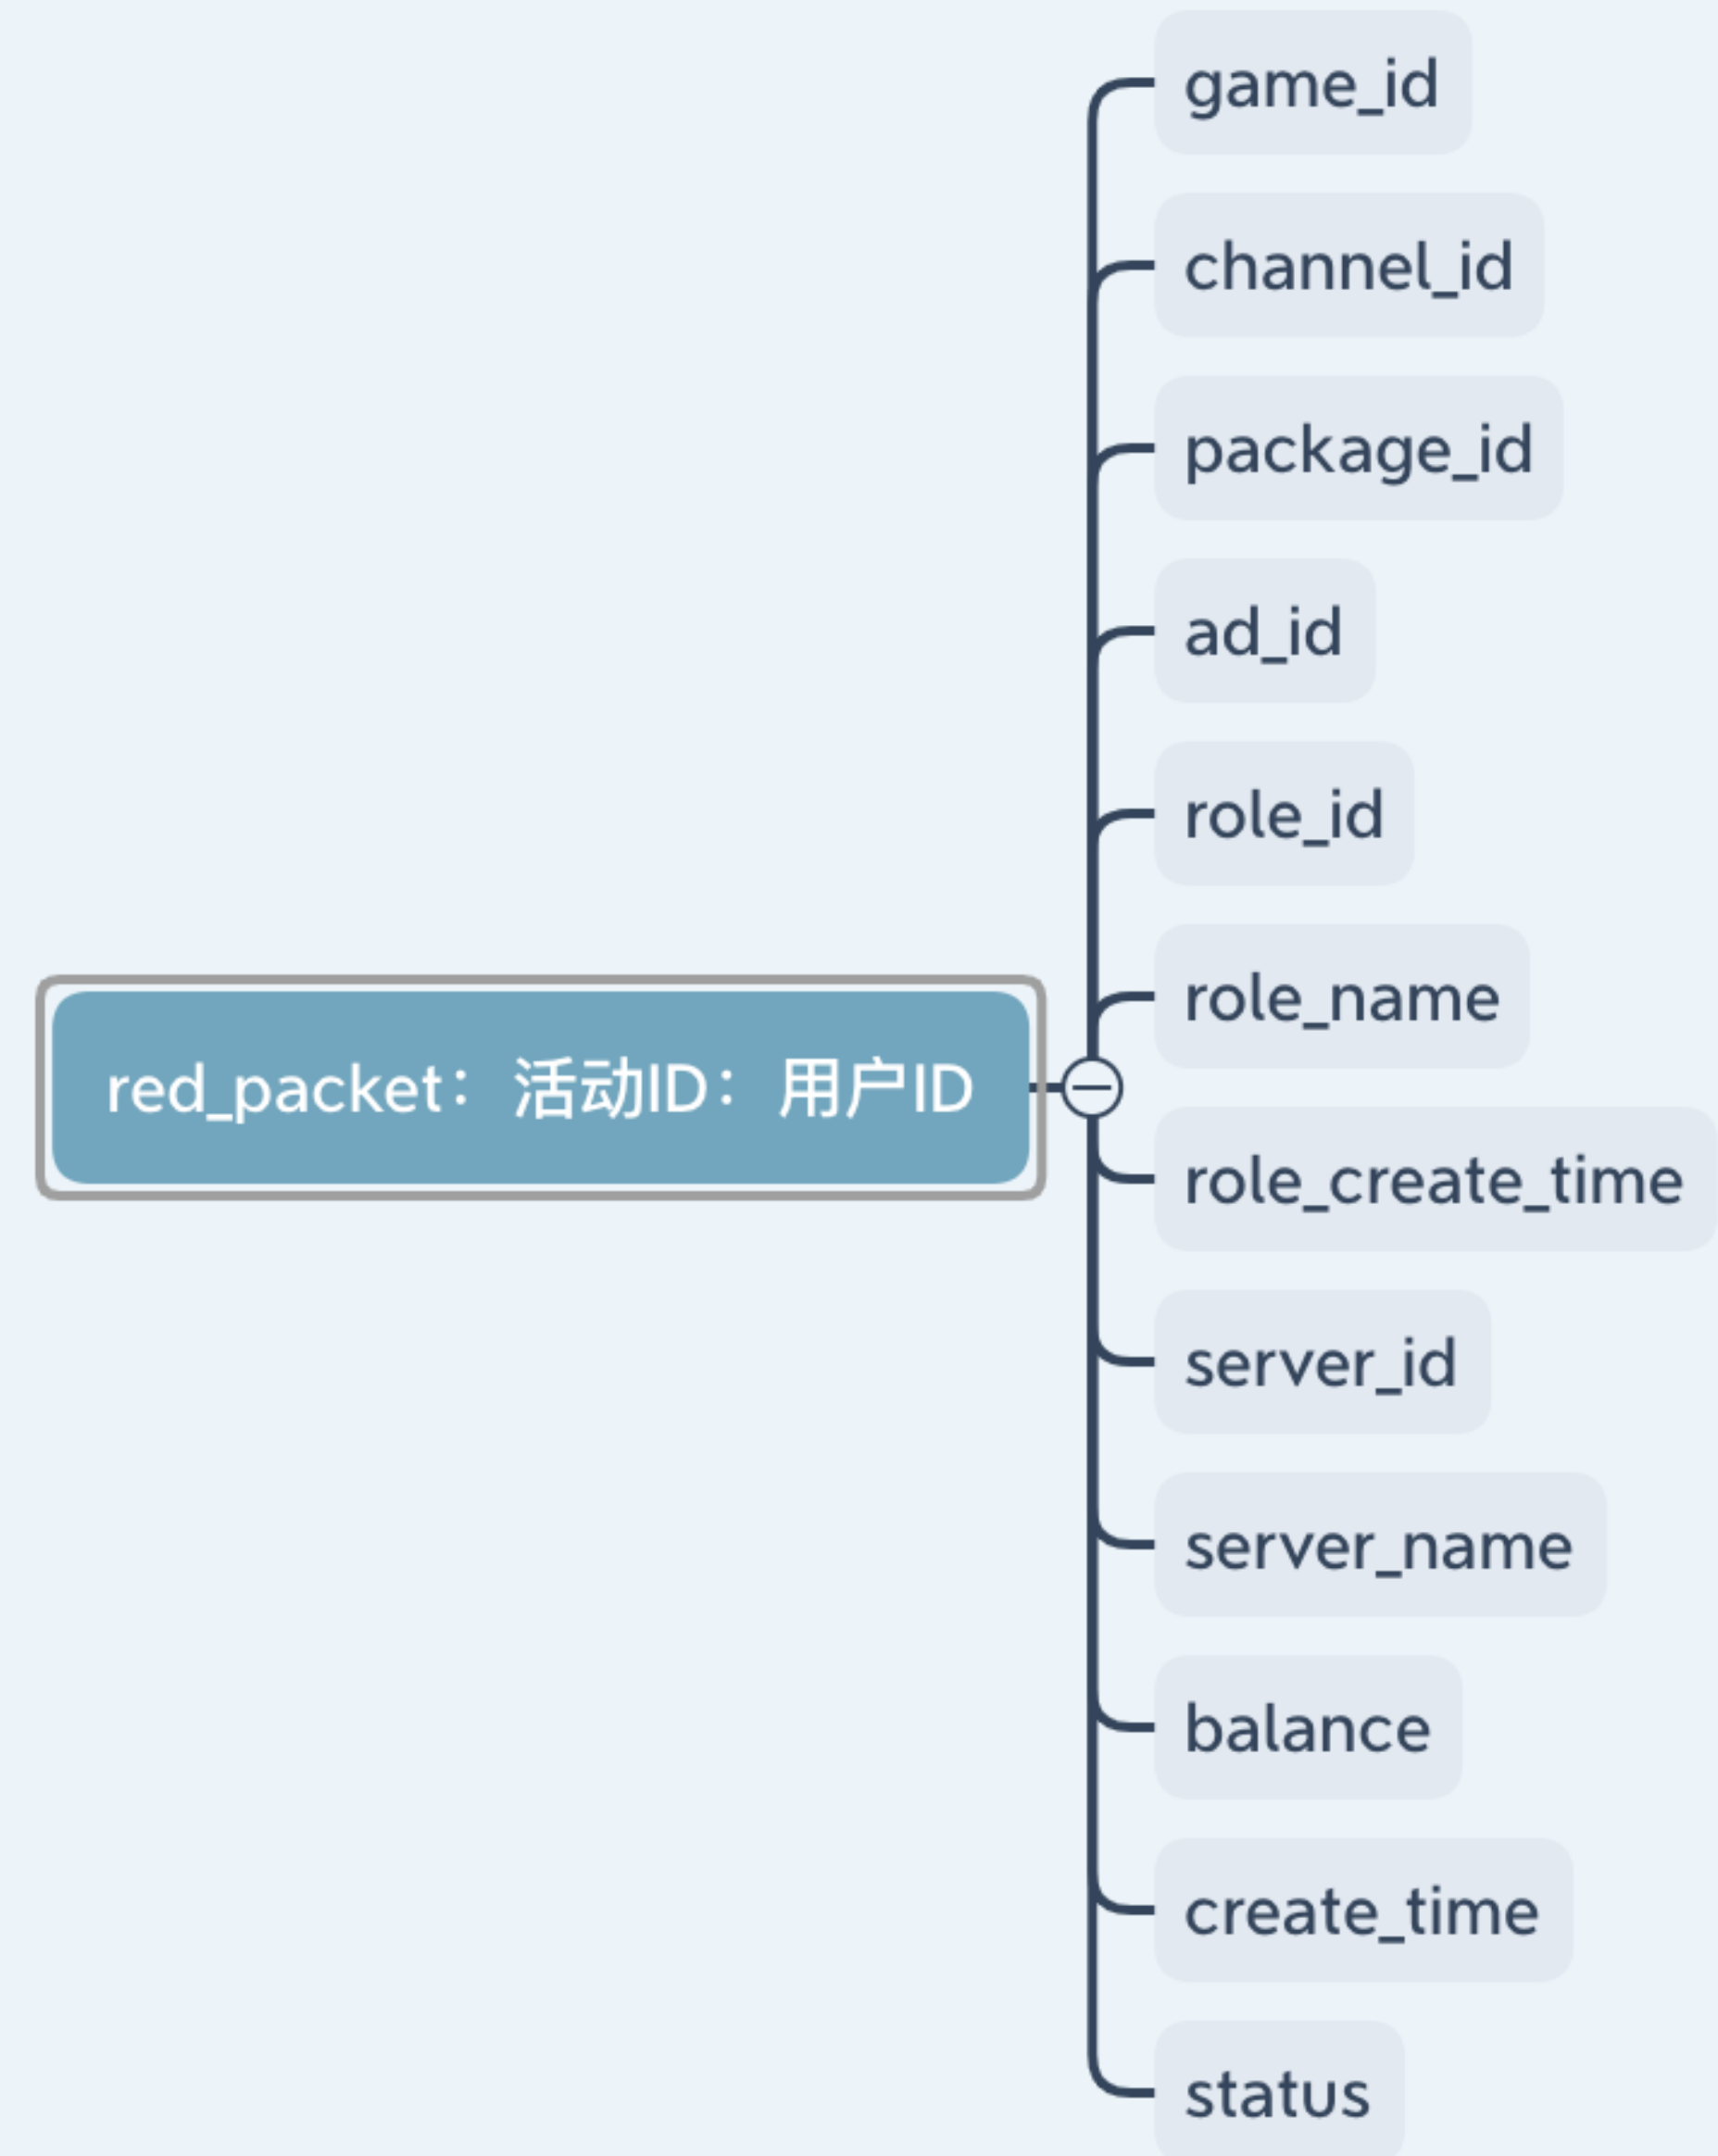 game_id
channel_id
package_id
ad_id
role_id
role_name
red_packet：活动ID：用户ID
role_create_time
server_id
server_name
balance
create_time
status